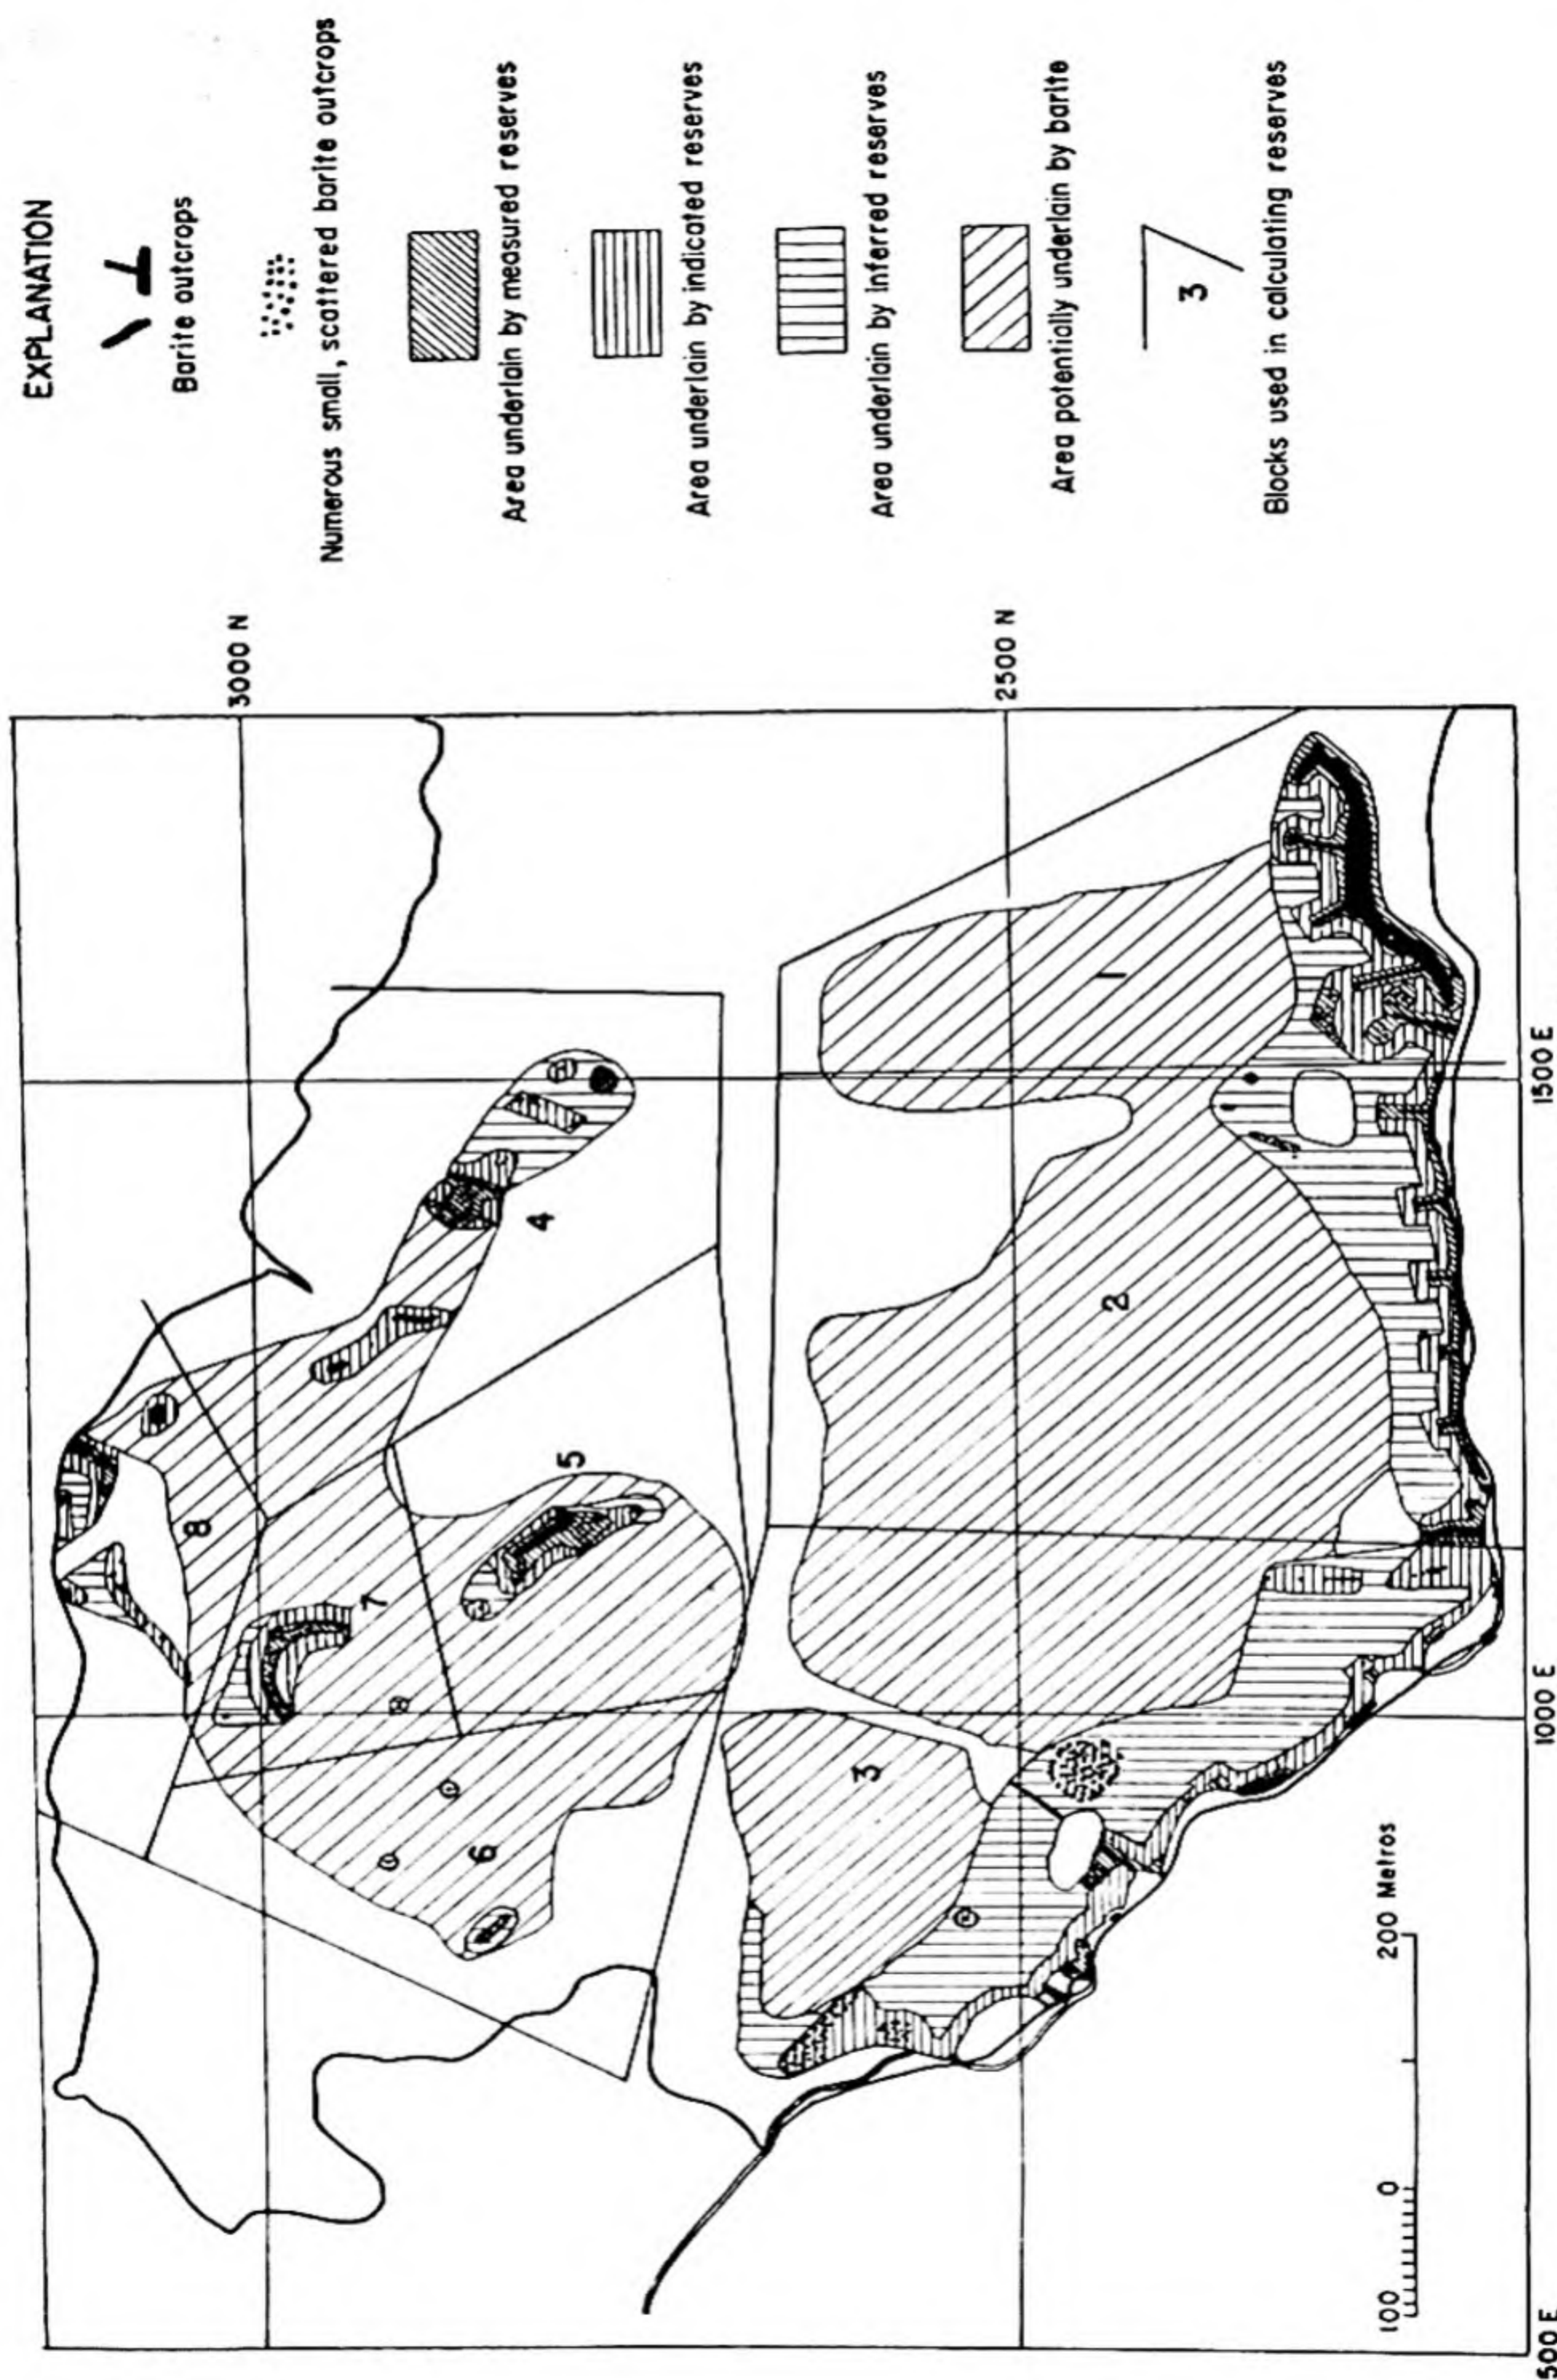 EXPLANATION
Barite outcrops
Numerous small, scattered barite outcrops
Area underlain by measured reserves
Area underlain by indicated reserves
Area underlain by inferred reserves
Area potentially underlain by barite
3
Blocks used in calculating reserves
3000 N
2500 N
1500 E
1000 E
500 E
1
2
3
4
5
6
7
8
100 0 200 Metros